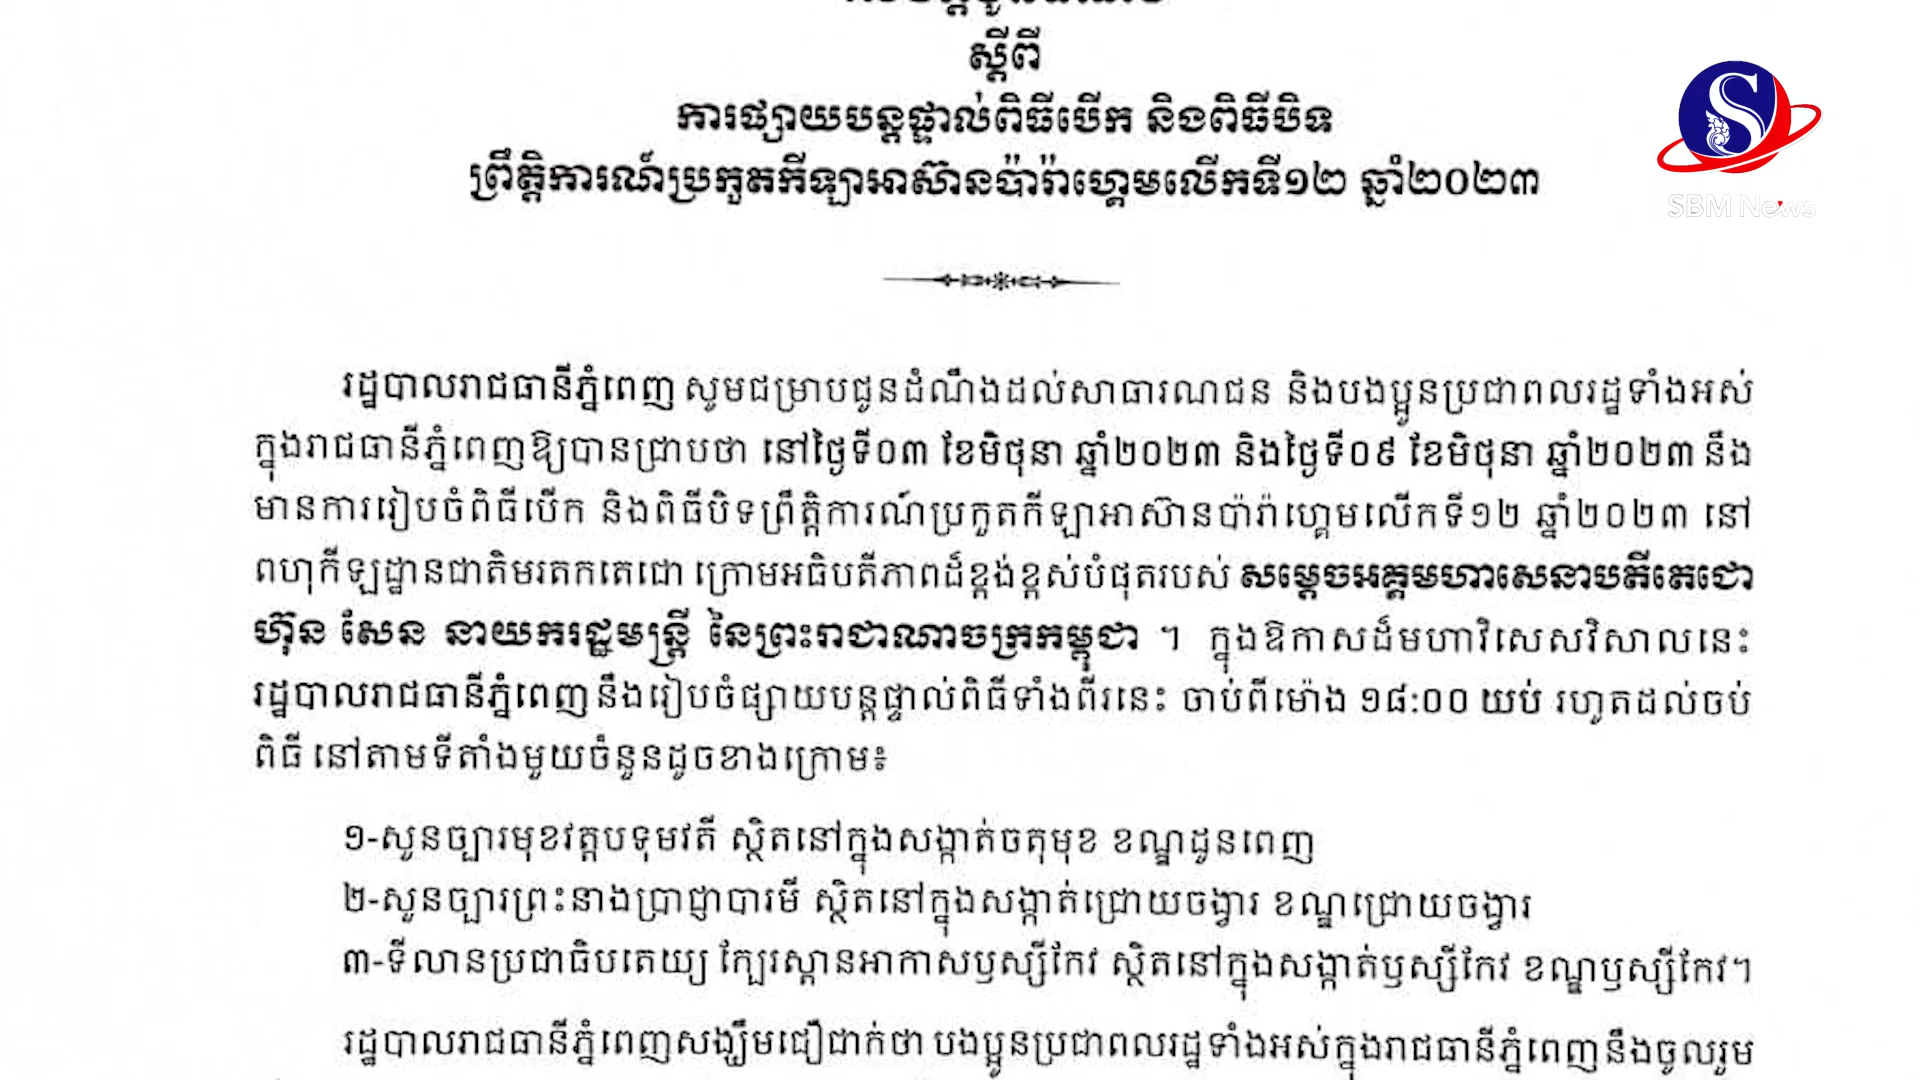 ស្ដីពី
ការផ្សាយបន្តផ្ទាល់ពិធីបើក និងពិធីបិទ
ព្រឹត្តិការណ៍ប្រកួតកីឡាអាស៊ានប៉ារ៉ាហ្គេមលើកទី១២ ឆ្នាំ២០២៣
SBM News
រដ្ឋបាលរាជធានីភ្នំពេញ សូមជម្រាបជូនដំណឹងដល់សាធារណជន និងបងប្អូនប្រជាពលរដ្ឋទាំងអស់
ក្នុងរាជធានីភ្នំពេញឱ្យបានជ្រាបថា នៅថ្ងៃទី០៣ ខែមិថុនា ឆ្នាំ២០២៣ និងថ្ងៃទី០៩ ខែមិថុនា ឆ្នាំ២០២៣ នឹង
មានការរៀបចំពិធីបើក និងពិធីបិទព្រឹត្តិការណ៍ប្រកួតកីឡាអាស៊ានប៉ារ៉ាហ្គេមលើកទី១២ ឆ្នាំ២០២៣ នៅ
ពហុកីឡដ្ឋានជាតិមរតកតេជោ ក្រោមអធិបតីភាពដ៏ខ្ពង់ខ្ពស់បំផុតរបស់ សម្ដេចអគ្គមហាសេនាបតីតេជោ
ហ៊ុន សែន នាយករដ្ឋមន្ត្រី នៃព្រះរាជាណាចក្រកម្ពុជា ។ ក្នុងឱកាសដ៏មហាវិសេសវិសាលនេះ
រដ្ឋបាលរាជធានីភ្នំពេញនឹងរៀបចំផ្សាយបន្តផ្ទាល់ពិធីទាំងពីរនេះ ចាប់ពីម៉ោង ១៨:០០ យប់ រហូតដល់ចប់
ពិធី នៅតាមទីតាំងមួយចំនួនដូចខាងក្រោម៖
១-សួនច្បារមុខវត្តបទុមវតី ស្ថិតនៅក្នុងសង្កាត់ចតុមុខ ខណ្ឌដូនពេញ
២-សួនច្បារព្រះនាងប្រាជ្ញាបារមី ស្ថិតនៅក្នុងសង្កាត់ជ្រោយចង្វារ ខណ្ឌជ្រោយចង្វារ
៣-ទីលានប្រជាធិបតេយ្យ ក្បែរស្ពានអាកាសឫស្សីកែវ ស្ថិតនៅក្នុងសង្កាត់ឫស្សីកែវ ខណ្ឌឫស្សីកែវ។
រដ្ឋបាលរាជធានីភ្នំពេញសង្ឃឹមជឿជាក់ថា បងប្អូនប្រជាពលរដ្ឋទាំងអស់ក្នុងរាជធានីភ្នំពេញនឹងចូលរួម